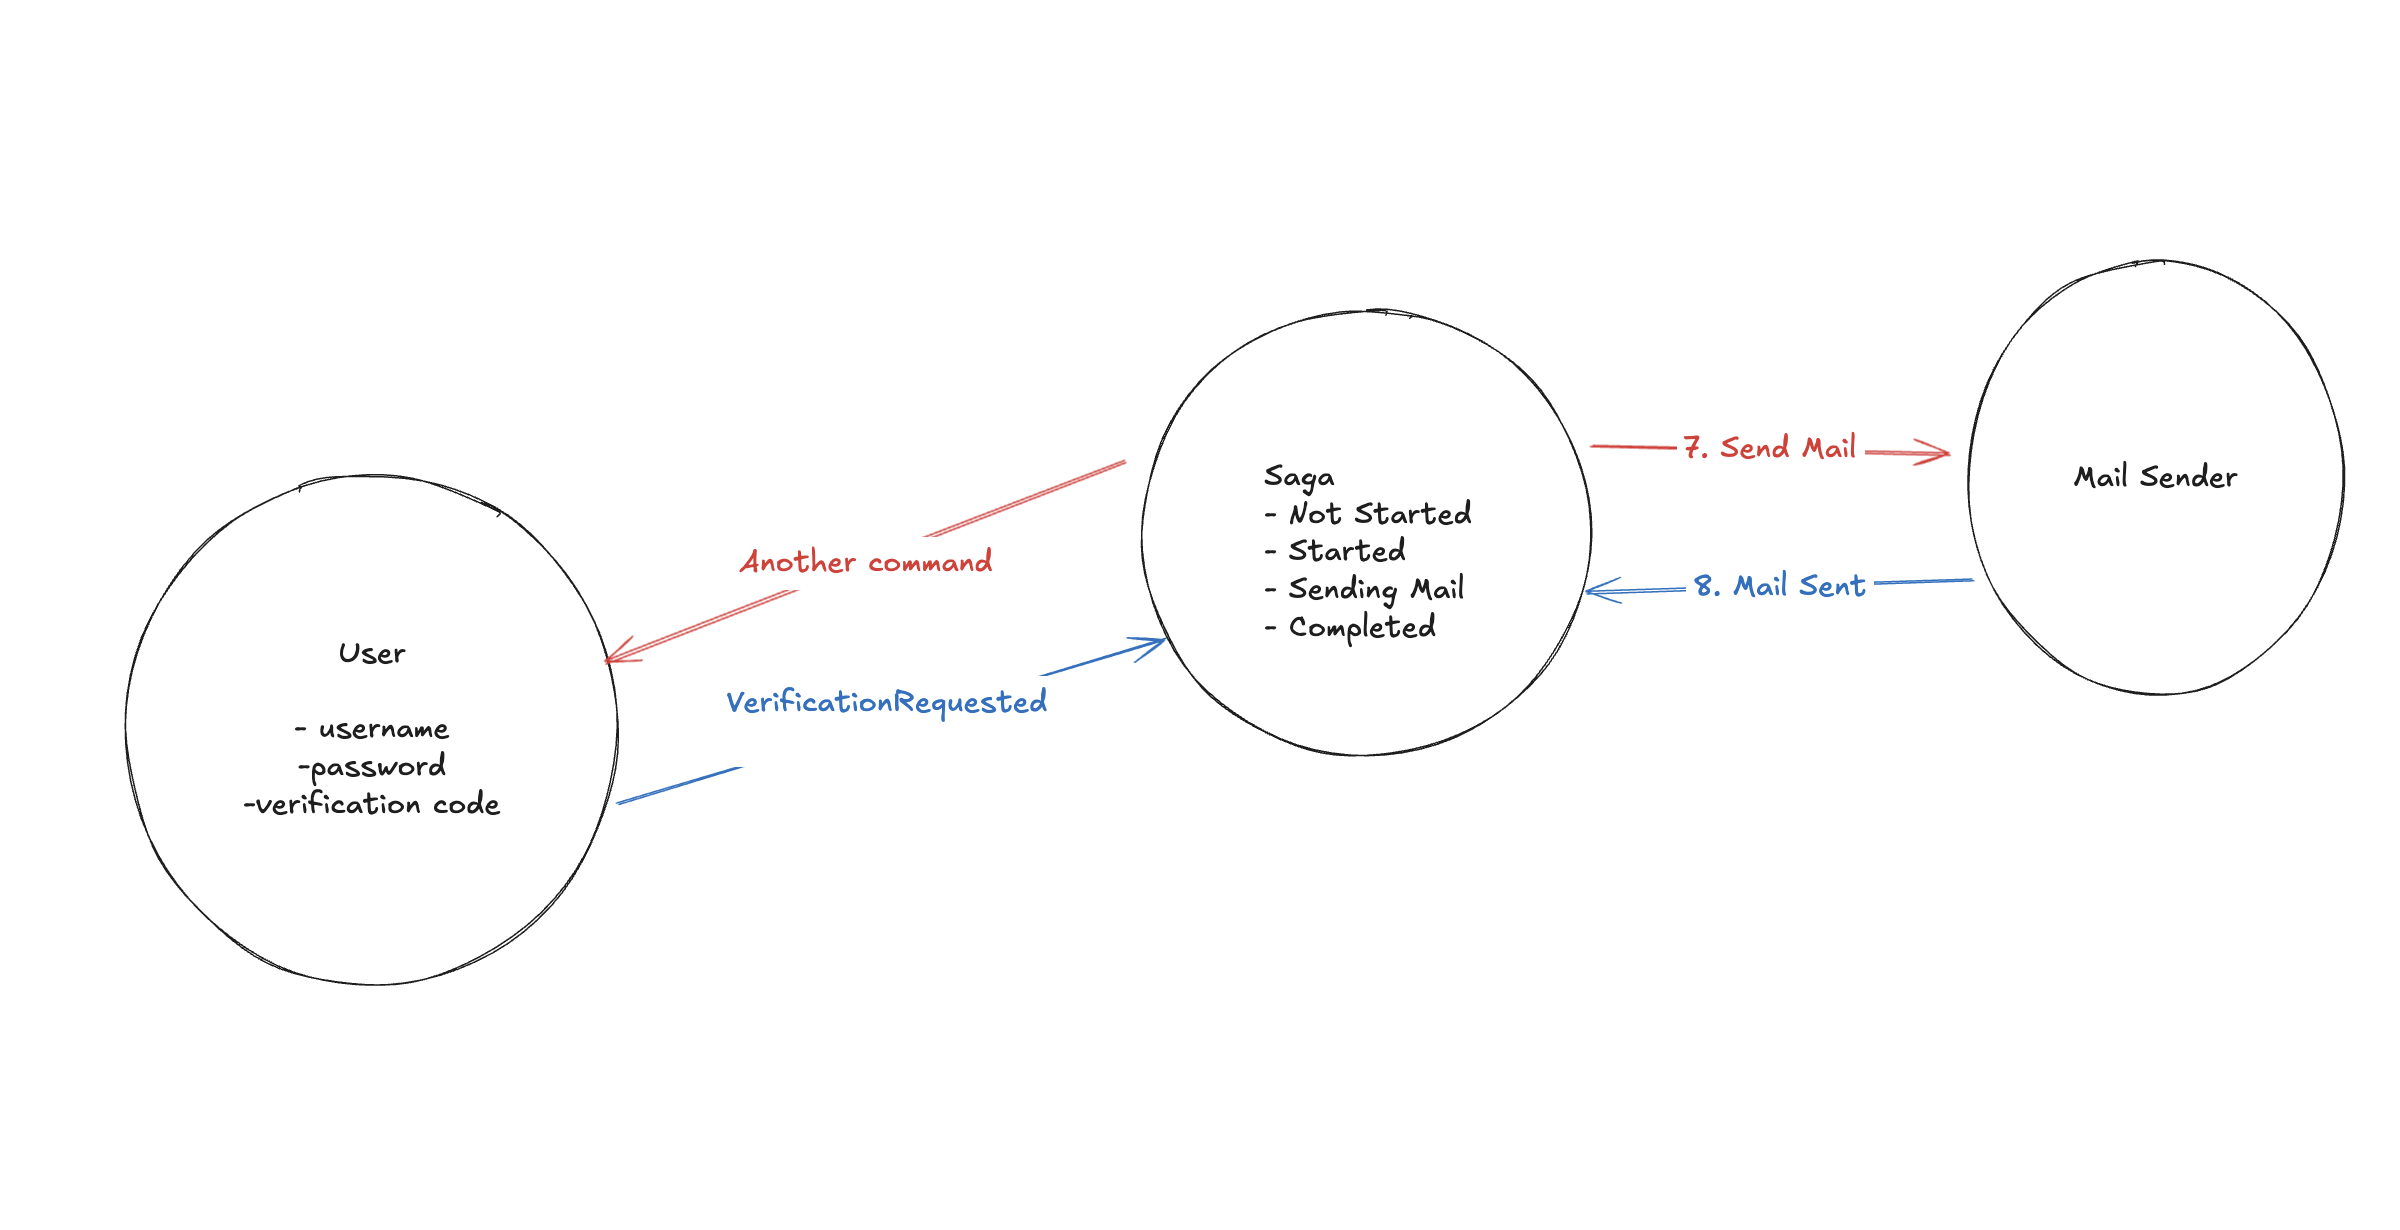 User
- username
-password
-verification code
Another command
VerificationRequested
Saga
- Not Started
- Started
- Sending Mail
- Completed
7. Send Mail
8. Mail Sent
Mail Sender